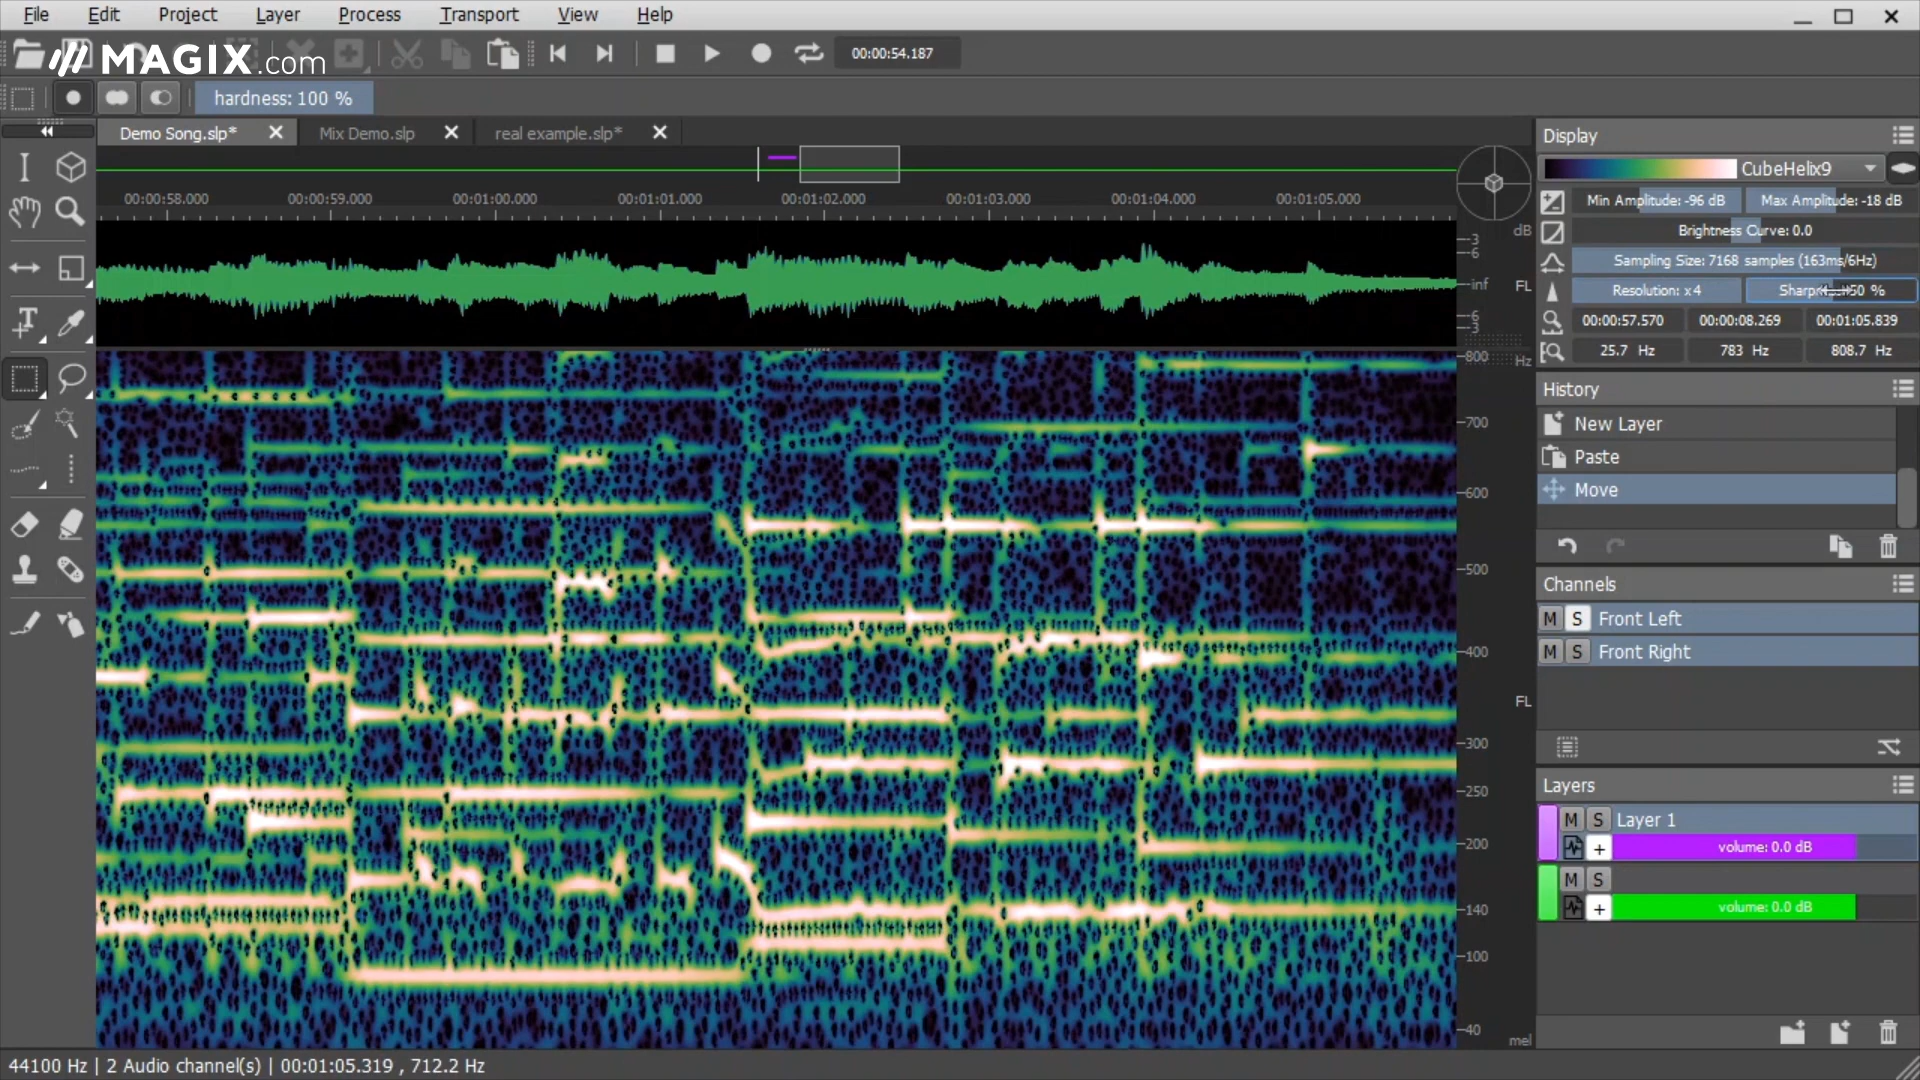 File Edit Project Layer Process Transport View Help
MAGIX.com
00:00:54.187
hardness: 100 %
Demo Song.slp* Mix Demo.slp real example.slp*
00:00:58.000 00:00:59.000 00:01:00.000 00:01:01.000 00:01:02.000 00:01:03.000 00:01:04.000 00:01:05.000
dB
-3
-6
-inf FL
-6
-3
800 Hz
700
600
500
400
FL
300
250
200
140
100
40
mel
Display
CubeHelix9
Min Amplitude: -96 dB Max Amplitude: -18 dB
Brightness Curve: 0.0
Sampling Size: 7168 samples (163ms/6Hz)
Resolution: x4 50 %
00:00:57.570 00:00:08.269 00:01:05.839
25.7 Hz 783 Hz 808.7 Hz
History
New Layer
Paste
Move
Channels
M S Front Left
M S Front Right
Layers
M S Layer 1
+ volume: 0.0 dB
M S
+ volume: 0.0 dB
44100 Hz | 2 Audio channel(s) | 00:01:05.319 , 712.2 Hz